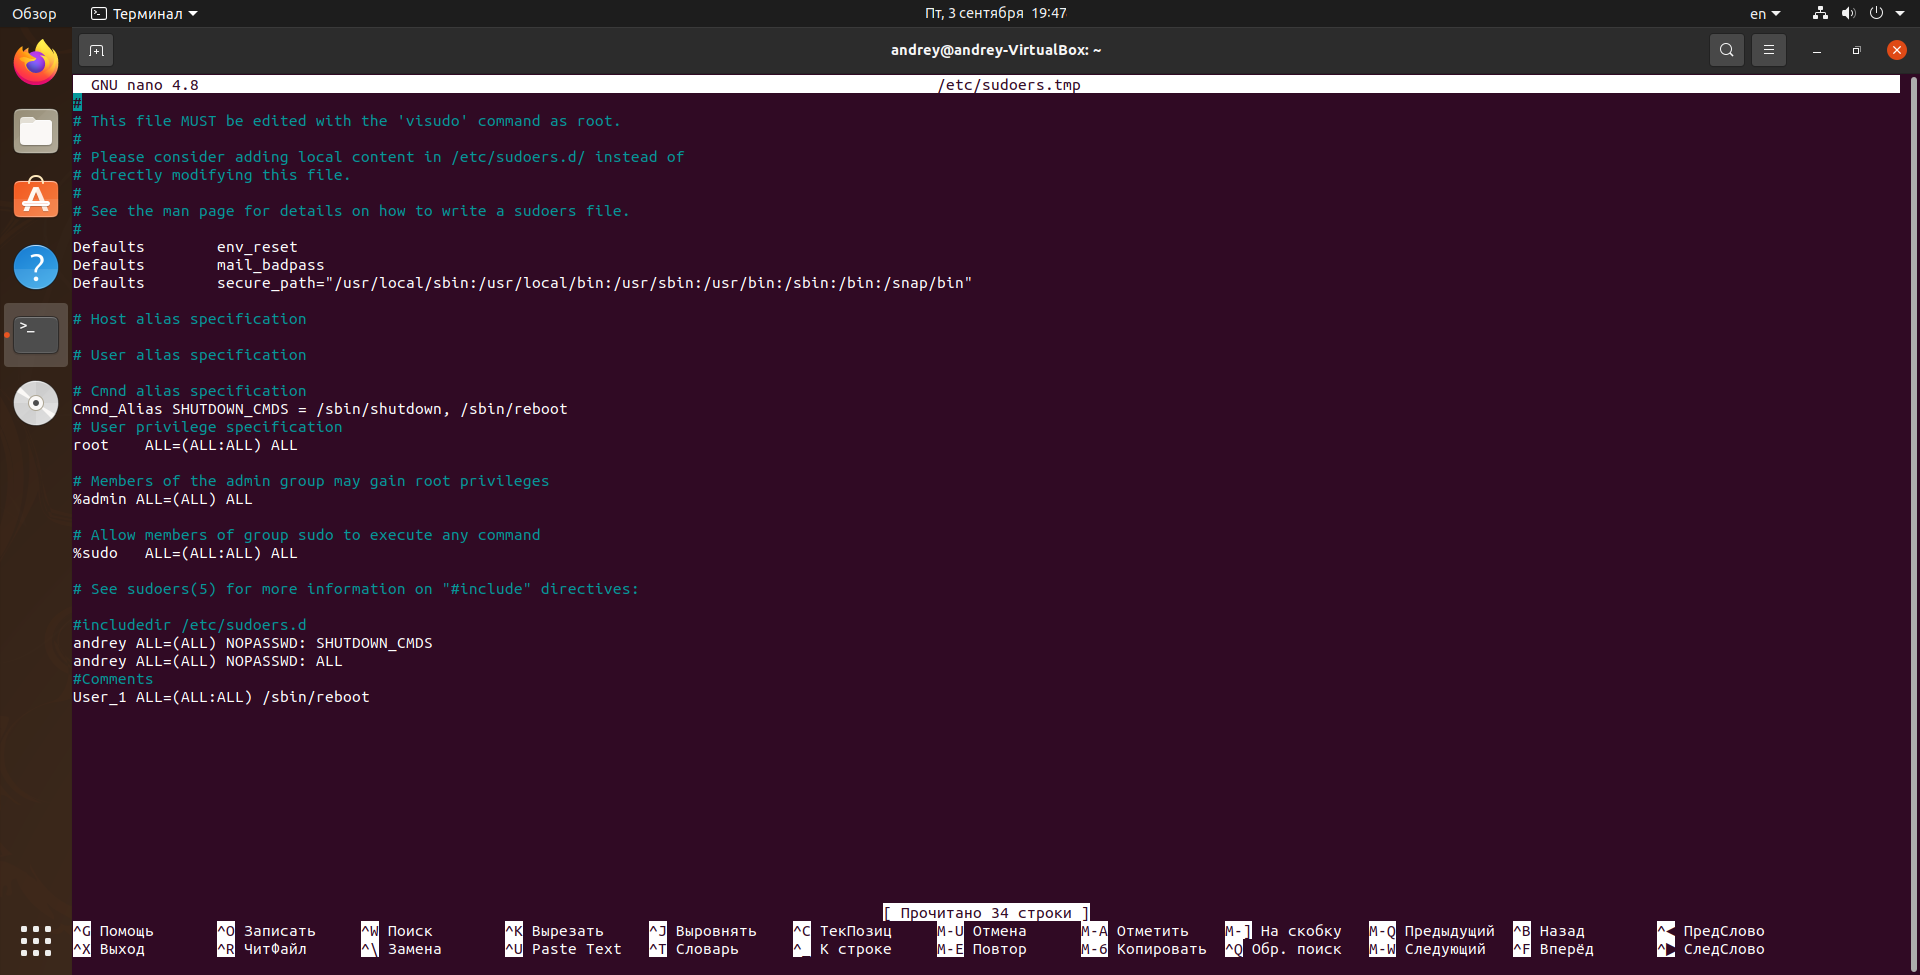 Обзор Терминал Пт, 3 сентября 19:47 en
andrey@andrey-VirtualBox: ~
GNU nano 4.8 /etc/sudoers.tmp
#
# This file MUST be edited with the 'visudo' command as root.
#
# Please consider adding local content in /etc/sudoers.d/ instead of
# directly modifying this file.
#
# See the man page for details on how to write a sudoers file.
#
Defaults env_reset
Defaults mail_badpass
Defaults secure_path="/usr/local/sbin:/usr/local/bin:/usr/sbin:/usr/bin:/sbin:/bin:/snap/bin"
# Host alias specification
# User alias specification
# Cmnd alias specification
Cmnd_Alias SHUTDOWN_CMDS = /sbin/shutdown, /sbin/reboot
# User privilege specification
root ALL=(ALL:ALL) ALL
# Members of the admin group may gain root privileges
%admin ALL=(ALL) ALL
# Allow members of group sudo to execute any command
%sudo ALL=(ALL:ALL) ALL
# See sudoers(5) for more information on "#include" directives:
#includedir /etc/sudoers.d
andrey ALL=(ALL) NOPASSWD: SHUTDOWN_CMDS
andrey ALL=(ALL) NOPASSWD: ALL
#Comments
User_1 ALL=(ALL:ALL) /sbin/reboot
[ Прочитано 34 строки ]
^G Помощь ^O Записать ^W Поиск ^K Вырезать ^J Выровнять ^C ТекПозиц M-U Отмена M-A Отметить M-] На скобку M-Q Предыдущий ^B Назад ^◀ ПредСлово
^X Выход ^R ЧитФайл ^\ Замена ^U Paste Text ^T Словарь ^_ К строке M-E Повтор M-6 Копировать ^Q Обр. поиск M-W Следующий ^F Вперёд ^▶ СледСлово